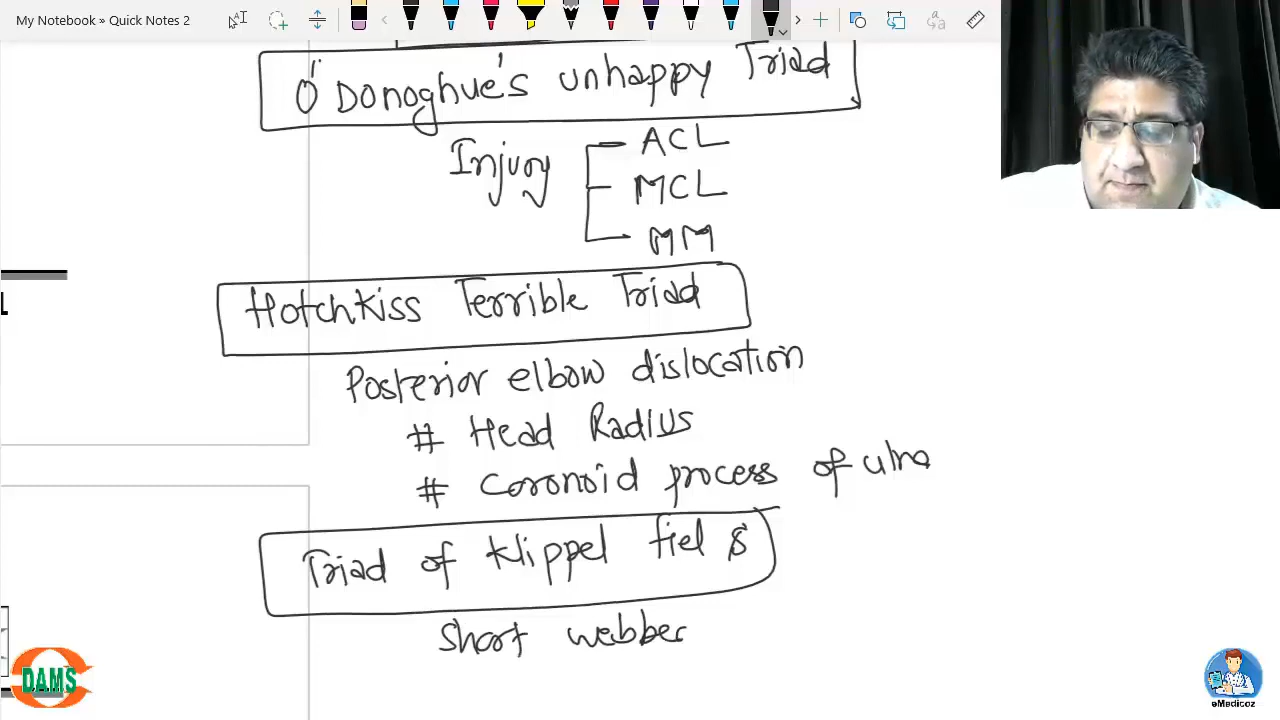 My Notebook » Quick Notes 2
O'Donoghue's unhappy Triad
Injury
ACL
MCL
MM
Hotchkiss Terrible Triad
Posterior elbow dislocation
# Head Radius
# Coronoid process of ulna
Triad of Klippel fiel S
Short webbec
DAMS
eMedicoz